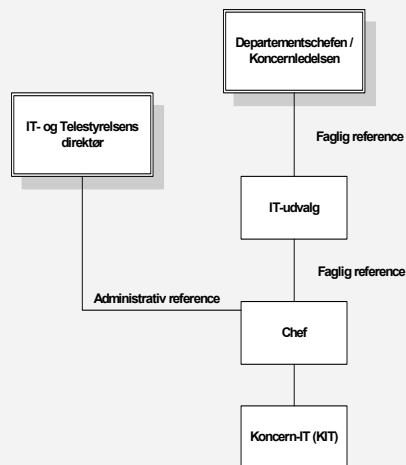 Departementschefen /
Koncernledelsen
IT- og Telestyrelsens
direktør
Faglig reference
IT-udvalg
Faglig reference
Administrativ reference
Chef
Koncern-IT (KIT)